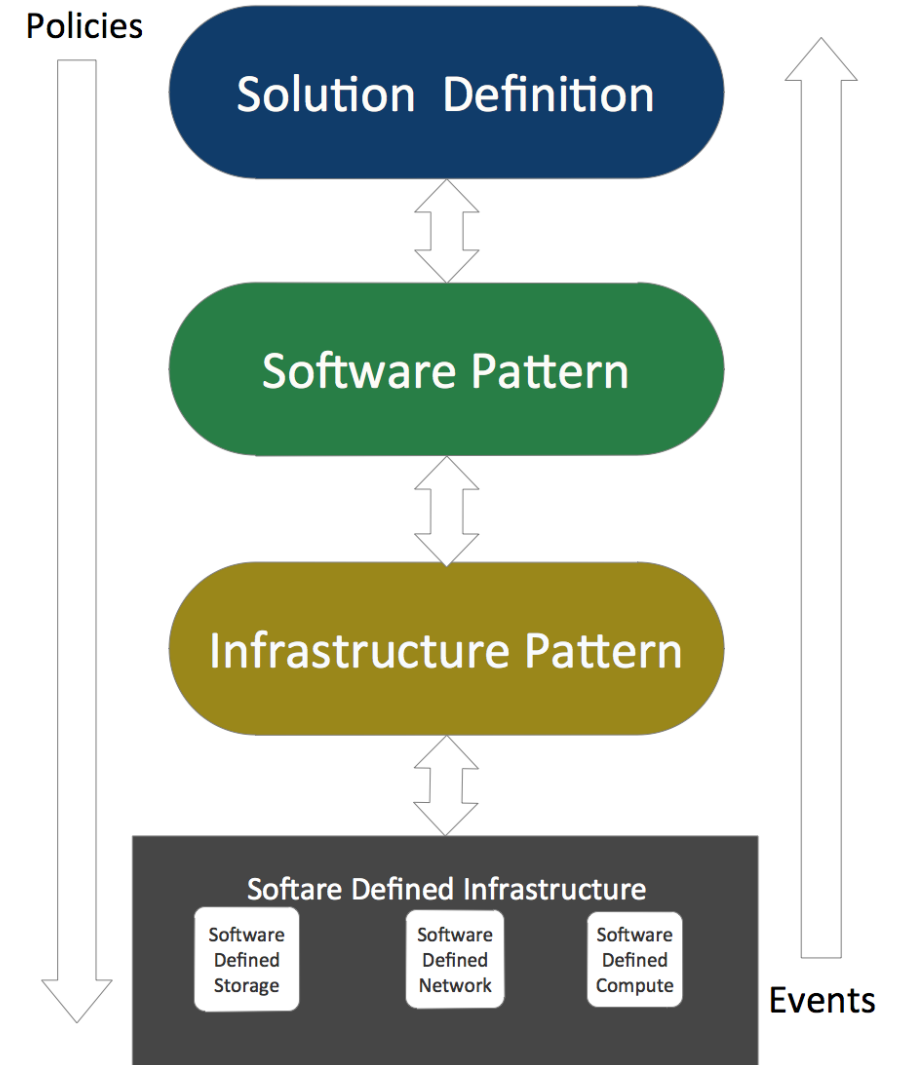 Policies
Solution Definition
Software Pattern
Infrastructure Pattern
Softare Defined Infrastructure
Software
Defined
Storage
Software
Defined
Network
Software
Defined
Compute
Events